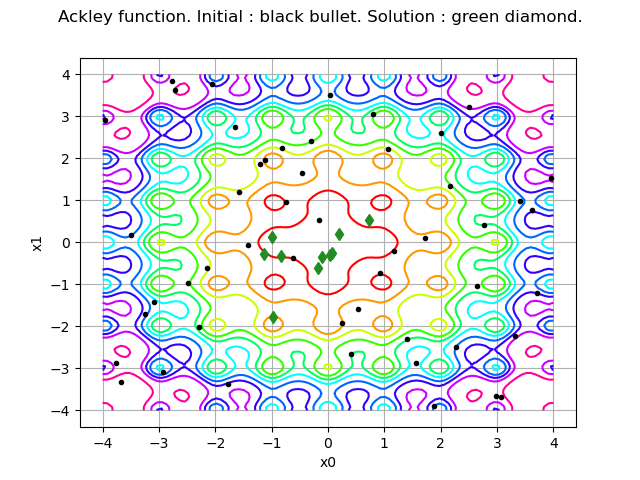 Ackley function. Initial : black bullet. Solution : green diamond.
4
3
2
1
0
−1
−2
−3
−4
x1
−4 −3 −2 −1 0 1 2 3 4
x0